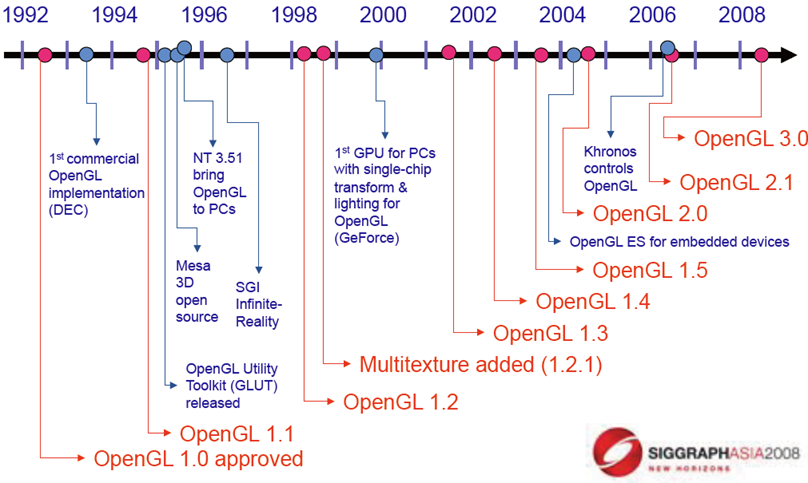 1992 1994 1996 1998 2000 2002 2004 2006 2008
1st commercial
OpenGL
implementation
(DEC)
NT 3.51
bring
OpenGL
to PCs
1st GPU for PCs
with single-chip
transform &
lighting for
OpenGL
(GeForce)
Khronos
controls
OpenGL
OpenGL 3.0
OpenGL 2.1
OpenGL 2.0
OpenGL ES for embedded devices
Mesa
3D
open
source
SGI
Infinite-
Reality
OpenGL 1.5
OpenGL 1.4
OpenGL 1.3
Multitexture added (1.2.1)
OpenGL Utility
Toolkit (GLUT)
released
OpenGL 1.2
OpenGL 1.1
OpenGL 1.0 approved
SIGGRAPHASIA2008
NEW HORIZONS